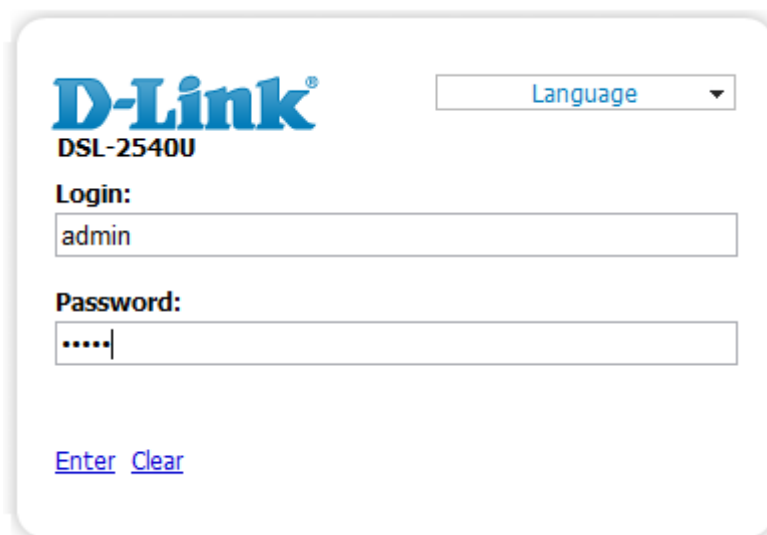 D-Link®
Language
DSL-2540U
Login:
admin
Password:
•••••
Enter Clear